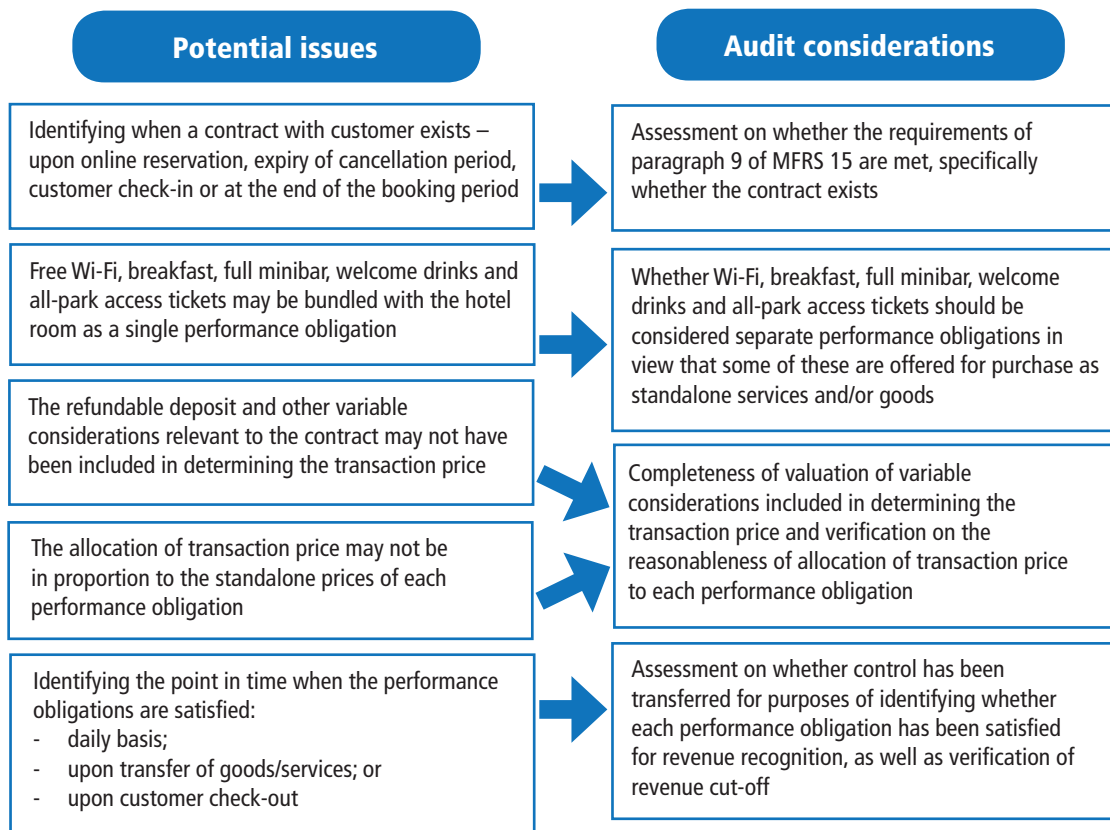 Potential issues
Audit considerations
Identifying when a contract with customer exists –
upon online reservation, expiry of cancellation period,
customer check-in or at the end of the booking period
Assessment on whether the requirements of
paragraph 9 of MFRS 15 are met, specifically
whether the contract exists
Free Wi-Fi, breakfast, full minibar, welcome drinks and
all-park access tickets may be bundled with the hotel
room as a single performance obligation
Whether Wi-Fi, breakfast, full minibar, welcome
drinks and all-park access tickets should be
considered separate performance obligations in
view that some of these are offered for purchase as
standalone services and/or goods
The refundable deposit and other variable
considerations relevant to the contract may not have
been included in determining the transaction price
The allocation of transaction price may not be
in proportion to the standalone prices of each
performance obligation
Completeness of valuation of variable
considerations included in determining the
transaction price and verification on the
reasonableness of allocation of transaction price
to each performance obligation
Identifying the point in time when the performance
obligations are satisfied:
- daily basis;
- upon transfer of goods/services; or
- upon customer check-out
Assessment on whether control has been
transferred for purposes of identifying whether
each performance obligation has been satisfied
for revenue recognition, as well as verification of
revenue cut-off